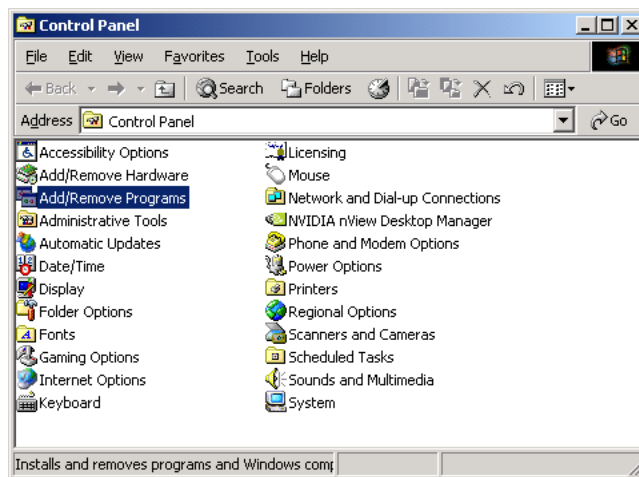 Control Panel
File Edit View Favorites Tools Help
Back Search Folders
Address Control Panel Go
Accessibility Options
Add/Remove Hardware
Add/Remove Programs
Administrative Tools
Automatic Updates
Date/Time
Display
Folder Options
Fonts
Gaming Options
Internet Options
Keyboard
Licensing
Mouse
Network and Dial-up Connections
NVIDIA nView Desktop Manager
Phone and Modem Options
Power Options
Printers
Regional Options
Scanners and Cameras
Scheduled Tasks
Sounds and Multimedia
System
Installs and removes programs and Windows comp